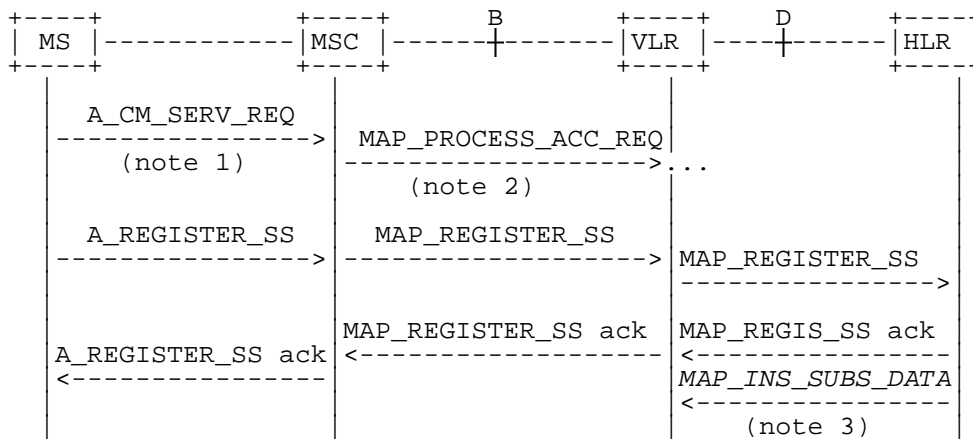 B D
MS MSC VLR HLR
A_CM_SERV_REQ
MAP_PROCESS_ACC_REQ
(note 1)
...
(note 2)
A_REGISTER_SS MAP_REGISTER_SS
MAP_REGISTER_SS
MAP_REGISTER_SS ack MAP_REGIS_SS ack
A_REGISTER_SS ack
MAP_INS_SUBS_DATA
(note 3)